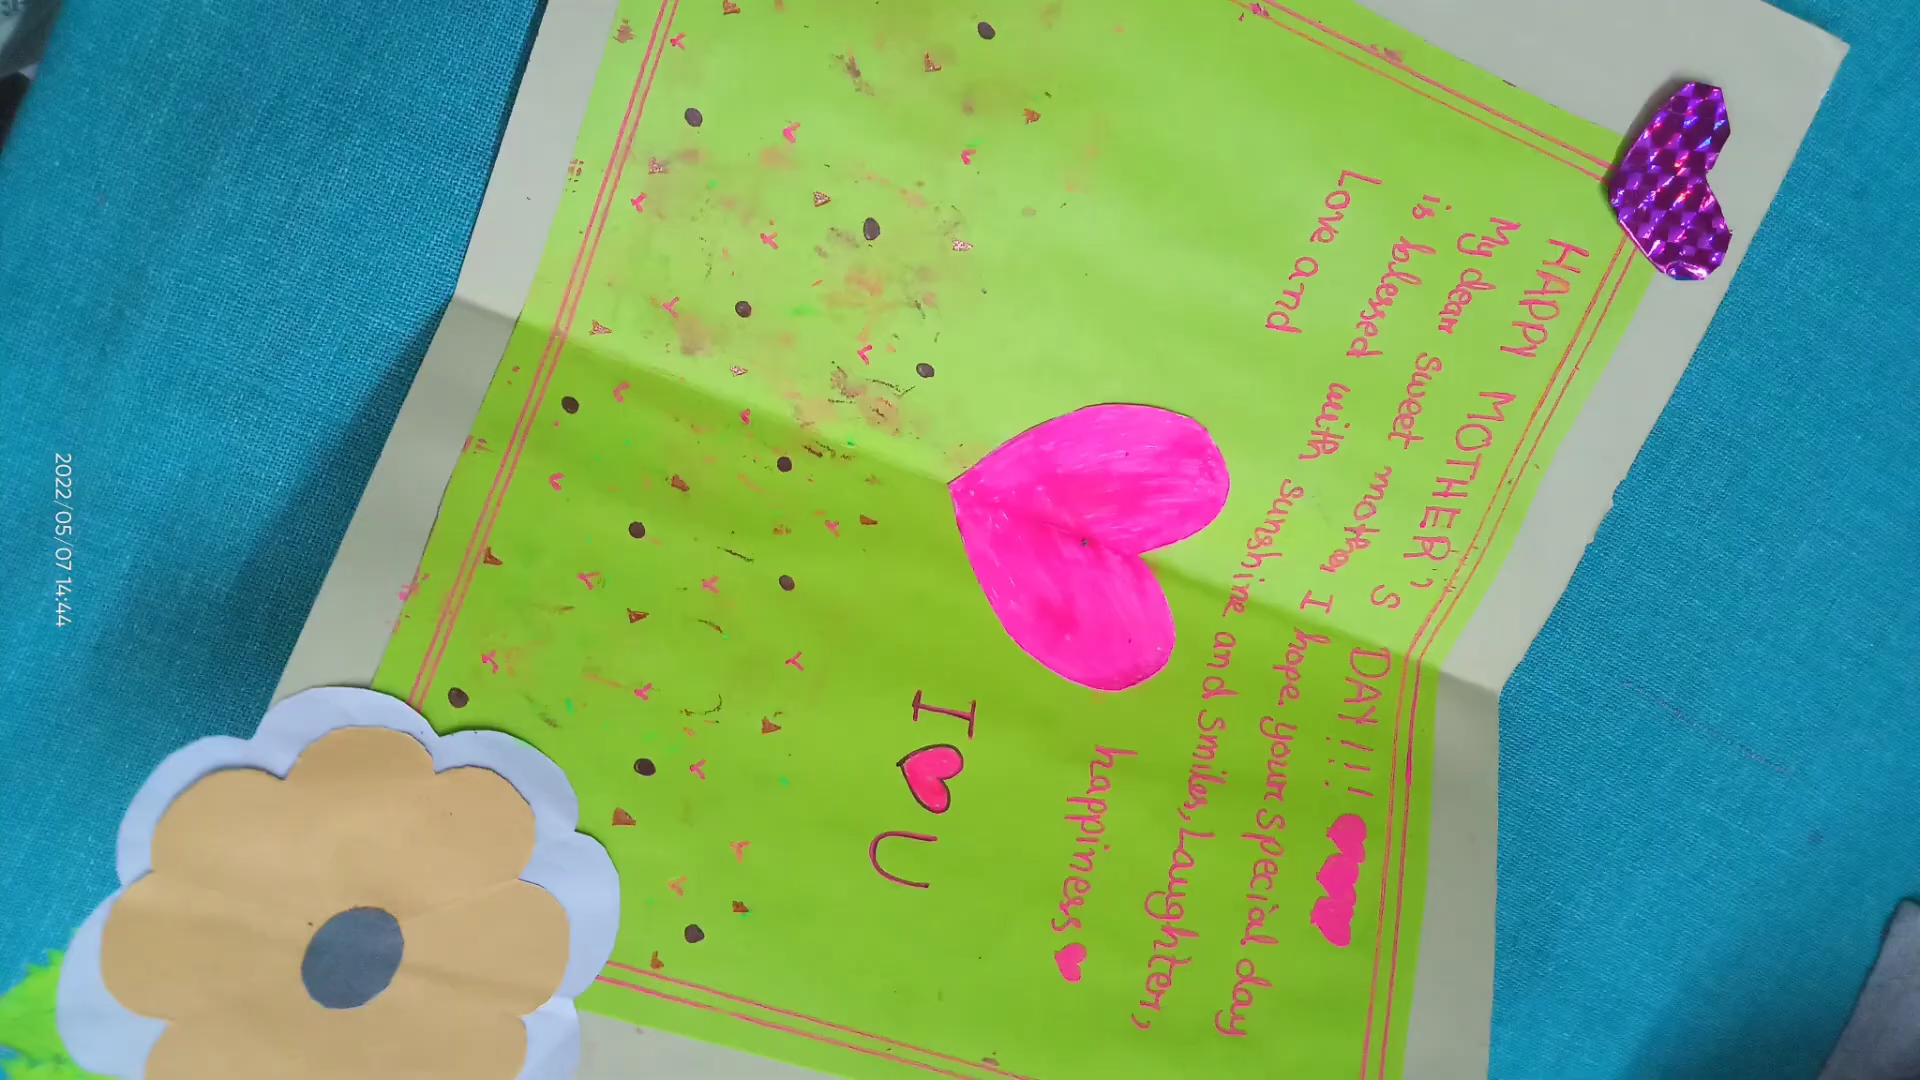 HAPPY MOTHER'S DAY!!!
My dear sweet mother I hope your special day
is blessed with sunshine and smiles, Laughter,
Love and happiness
I U
2022/05/07 14:44